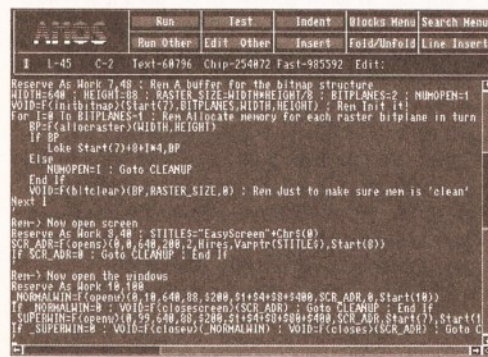 AMOS
Run Test Indent Blocks Menu Search Menu
Run Other Edit Other Insert Fold/Unfold Line Insert
I L-45 C-2 Text-60796 Chip-254072 Fast-985592 Edit:
Reserve As Work 7,48 : Rem A buffer for the bitmap structure
WIDTH=640 : HEIGHT=88 : RASTER_SIZE=WIDTH*HEIGHT/8 : BITPLANES=2 : NUMOPEN=1
VOID=F(initbitmap)(Start(7),BITPLANES,WIDTH,HEIGHT) : Rem Init it!
For I=0 To BITPLANES-1 : Rem Allocate memory for each raster bitplane in turn
BP=F(allocraster)(WIDTH,HEIGHT)
If BP
Loke Start(7)+8+I*4,BP
Else
NUMOPEN=I : Goto CLEANUP
End If
VOID=F(bltclear)(BP,RASTER_SIZE,0) : Rem Just to make sure mem is 'clean'
Next I
Rem-> Now open screen
Reserve As Work 8,40 : STITLE$="EasyScreen"+Chr$(0)
SCR_ADR=F(opens)(0,0,640,200,2,Hires,Varptr(STITLE$),Start(8))
If SCR_ADR=0 : Goto CLEANUP : End If
Rem-> Now open the windows
Reserve As Work 10,100
_NORMALWIN=F(openw)(0,10,640,88,$200,$1+$4+$8+$400,SCR_ADR,0,Start(10))
If _NORMALWIN=0 : VOID=F(closescreen)(SCR_ADR) : Goto CLEANUP : End If
_SUPERWIN=F(openw)(0,99,640,88,$200,$1+$4+$8+$80+$400,SCR_ADR,Start(7),Start(1
If _SUPERWIN=0 : VOID=F(closew)(_NORMALWIN) : VOID=F(closes)(SCR_ADR) : Goto C